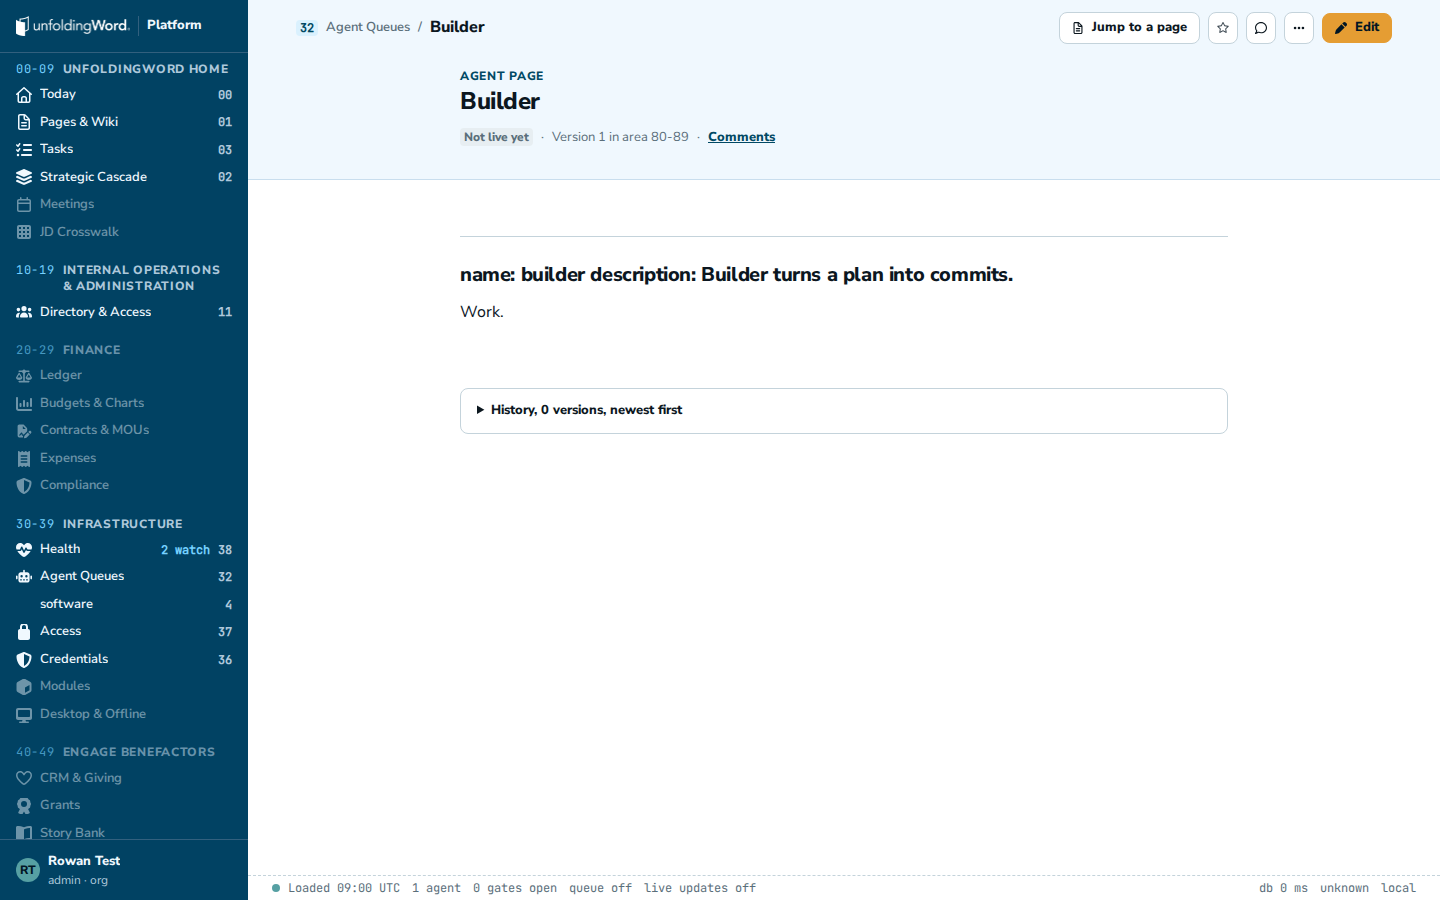 unfoldingWord. Platform
00-09 UNFOLDINGWORD HOME
Today 00
Pages & Wiki 01
Tasks 03
Strategic Cascade 02
Meetings
JD Crosswalk
10-19 INTERNAL OPERATIONS
& ADMINISTRATION
Directory & Access 11
20-29 FINANCE
Ledger
Budgets & Charts
Contracts & MOUs
Expenses
Compliance
30-39 INFRASTRUCTURE
Health 2 watch 38
Agent Queues 32
software 4
Access 37
Credentials 36
Modules
Desktop & Offline
40-49 ENGAGE BENEFACTORS
CRM & Giving
Grants
Story Bank
RT Rowan Test
admin · org
32 Agent Queues / Builder
Jump to a page
Edit
AGENT PAGE
Builder
Not live yet · Version 1 in area 80-89 · Comments
name: builder description: Builder turns a plan into commits.
Work.
History, 0 versions, newest first
Loaded 09:00 UTC 1 agent 0 gates open queue off live updates off
db 0 ms unknown local